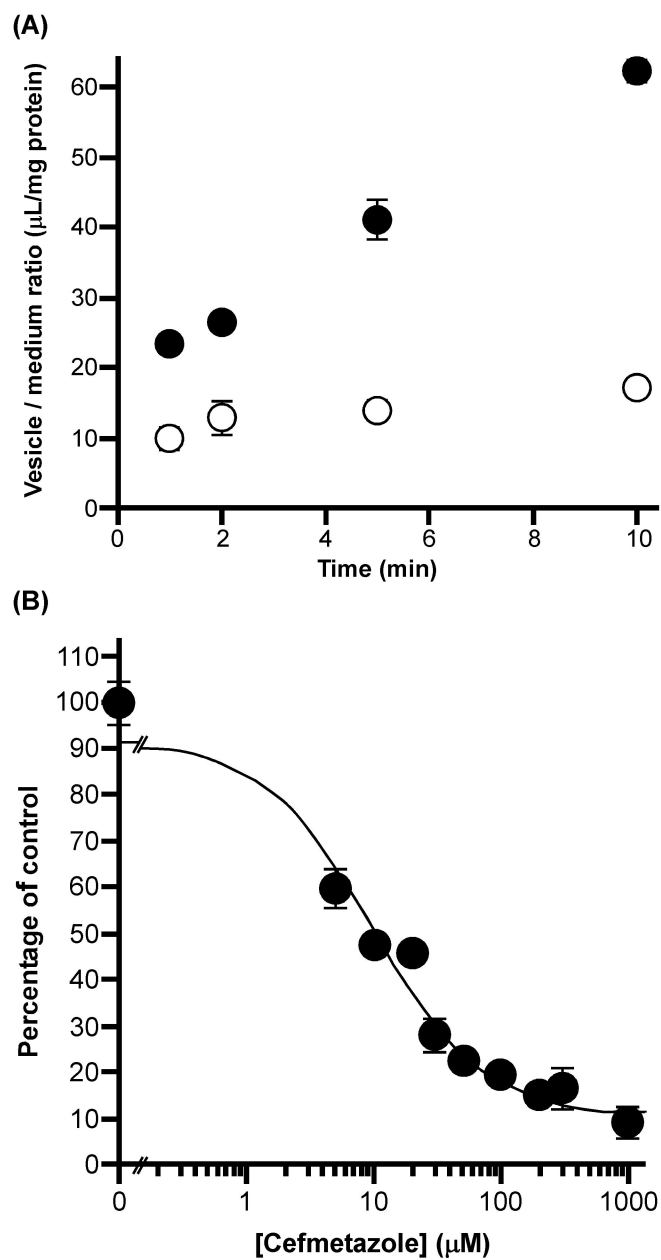 (A)
Vesicle / medium ratio (μL/mg protein)
60
50
40
30
20
10
0
0 2 4 6 8 10
Time (min)
(B)
Percentage of control
110
100
90
80
70
60
50
40
30
20
10
0
0 1 10 100 1000
[Cefmetazole] (μM)